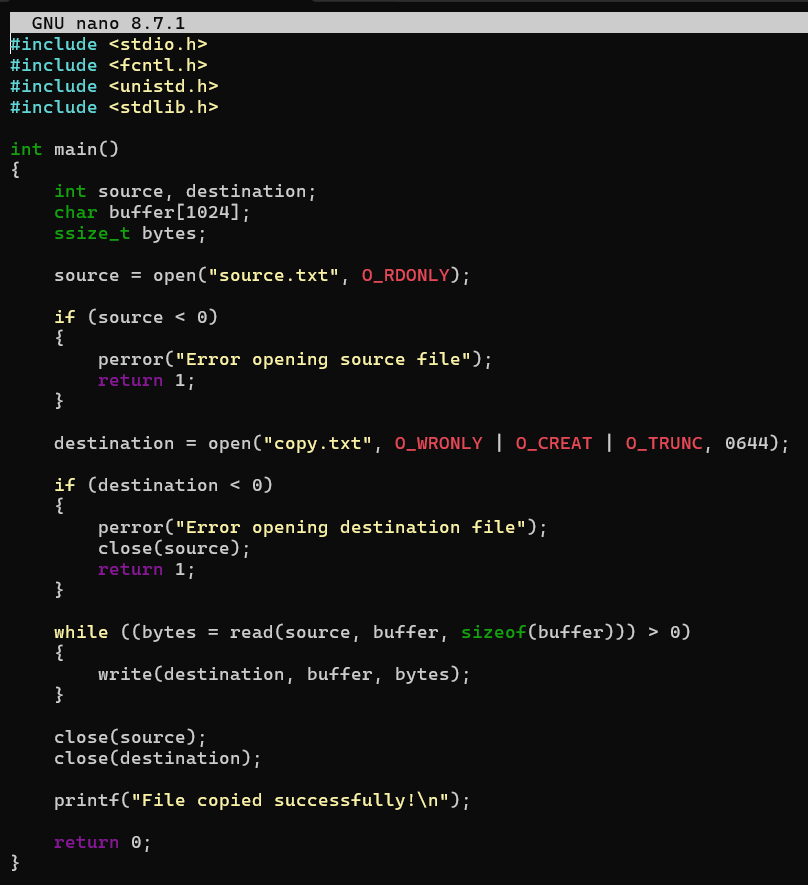 GNU nano 8.7.1
#include <stdio.h>
#include <fcntl.h>
#include <unistd.h>
#include <stdlib.h>

int main()
{
    int source, destination;
    char buffer[1024];
    ssize_t bytes;

    source = open("source.txt", O_RDONLY);

    if (source < 0)
    {
        perror("Error opening source file");
        return 1;
    }

    destination = open("copy.txt", O_WRONLY | O_CREAT | O_TRUNC, 0644);

    if (destination < 0)
    {
        perror("Error opening destination file");
        close(source);
        return 1;
    }

    while ((bytes = read(source, buffer, sizeof(buffer))) > 0)
    {
        write(destination, buffer, bytes);
    }

    close(source);
    close(destination);

    printf("File copied successfully!\n");

    return 0;
}